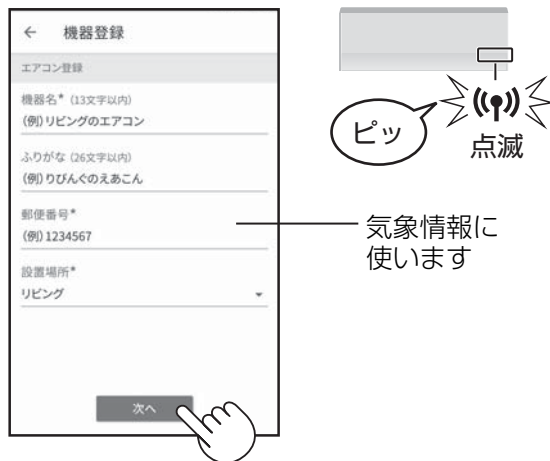 ← 機器登録
エアコン登録
機器名* (13文字以内)
(例) リビングのエアコン
ふりがな (26文字以内)
(例) りびんぐのえあこん
郵便番号*
(例) 1234567
設置場所*
リビング
次へ
気象情報に
使います
ピッ
点滅